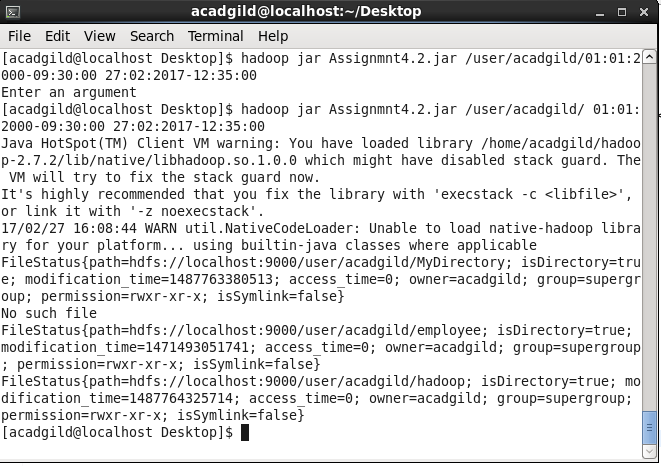 acadgild@localhost:~/Desktop
File Edit View Search Terminal Help
[acadgild@localhost Desktop]$ hadoop jar Assignmnt4.2.jar /user/acadgild/01:01:2
000-09:30:00 27:02:2017-12:35:00
Enter an argument
[acadgild@localhost Desktop]$ hadoop jar Assignmnt4.2.jar /user/acadgild/ 01:01:
2000-09:30:00 27:02:2017-12:35:00
Java HotSpot(TM) Client VM warning: You have loaded library /home/acadgild/hadoo
p-2.7.2/lib/native/libhadoop.so.1.0.0 which might have disabled stack guard. The
 VM will try to fix the stack guard now.
It's highly recommended that you fix the library with 'execstack -c <libfile>',
or link it with '-z noexecstack'.
17/02/27 16:08:44 WARN util.NativeCodeLoader: Unable to load native-hadoop libra
ry for your platform... using builtin-java classes where applicable
FileStatus{path=hdfs://localhost:9000/user/acadgild/MyDirectory; isDirectory=tru
e; modification_time=1487763380513; access_time=0; owner=acadgild; group=supergr
oup; permission=rwxr-xr-x; isSymlink=false}
No such file
FileStatus{path=hdfs://localhost:9000/user/acadgild/employee; isDirectory=true;
modification_time=1471493051741; access_time=0; owner=acadgild; group=supergroup
; permission=rwxr-xr-x; isSymlink=false}
FileStatus{path=hdfs://localhost:9000/user/acadgild/hadoop; isDirectory=true; mo
dification_time=1487764325714; access_time=0; owner=acadgild; group=supergroup;
permission=rwxr-xr-x; isSymlink=false}
[acadgild@localhost Desktop]$